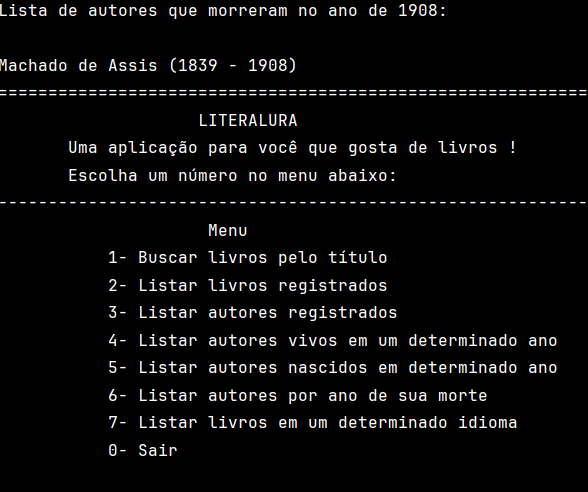 Lista de autores que morreram no ano de 1908:
Machado de Assis (1839 - 1908)
===========================================================
LITERALURA
Uma aplicação para você que gosta de livros !
Escolha um número no menu abaixo:
-----------------------------------------------------------
Menu
1- Buscar livros pelo título
2- Listar livros registrados
3- Listar autores registrados
4- Listar autores vivos em um determinado ano
5- Listar autores nascidos em determinado ano
6- Listar autores por ano de sua morte
7- Listar livros em um determinado idioma
0- Sair